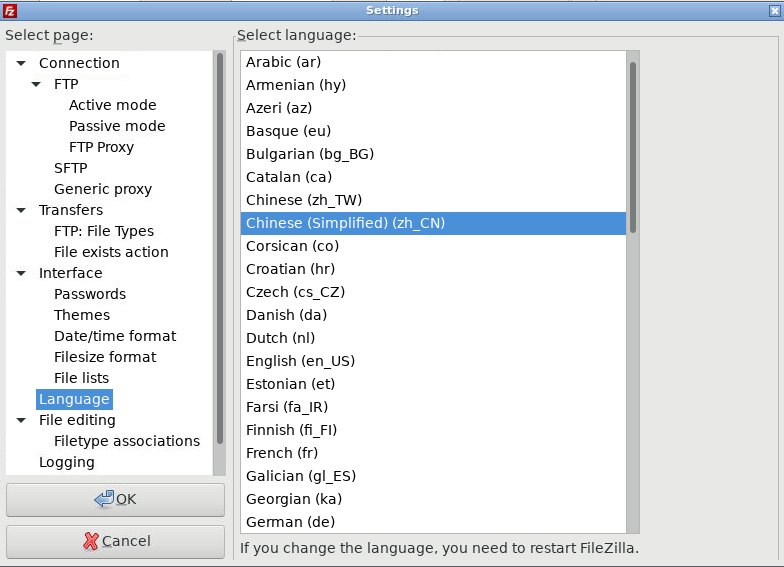 Settings
Select page:
Connection
FTP
Active mode
Passive mode
FTP Proxy
SFTP
Generic proxy
Transfers
FTP: File Types
File exists action
Interface
Passwords
Themes
Date/time format
Filesize format
File lists
Language
File editing
Filetype associations
Logging
OK
Cancel
Select language:
Arabic (ar)
Armenian (hy)
Azeri (az)
Basque (eu)
Bulgarian (bg_BG)
Catalan (ca)
Chinese (zh_TW)
Chinese (Simplified) (zh_CN)
Corsican (co)
Croatian (hr)
Czech (cs_CZ)
Danish (da)
Dutch (nl)
English (en_US)
Estonian (et)
Farsi (fa_IR)
Finnish (fi_FI)
French (fr)
Galician (gl_ES)
Georgian (ka)
German (de)
If you change the language, you need to restart FileZilla.